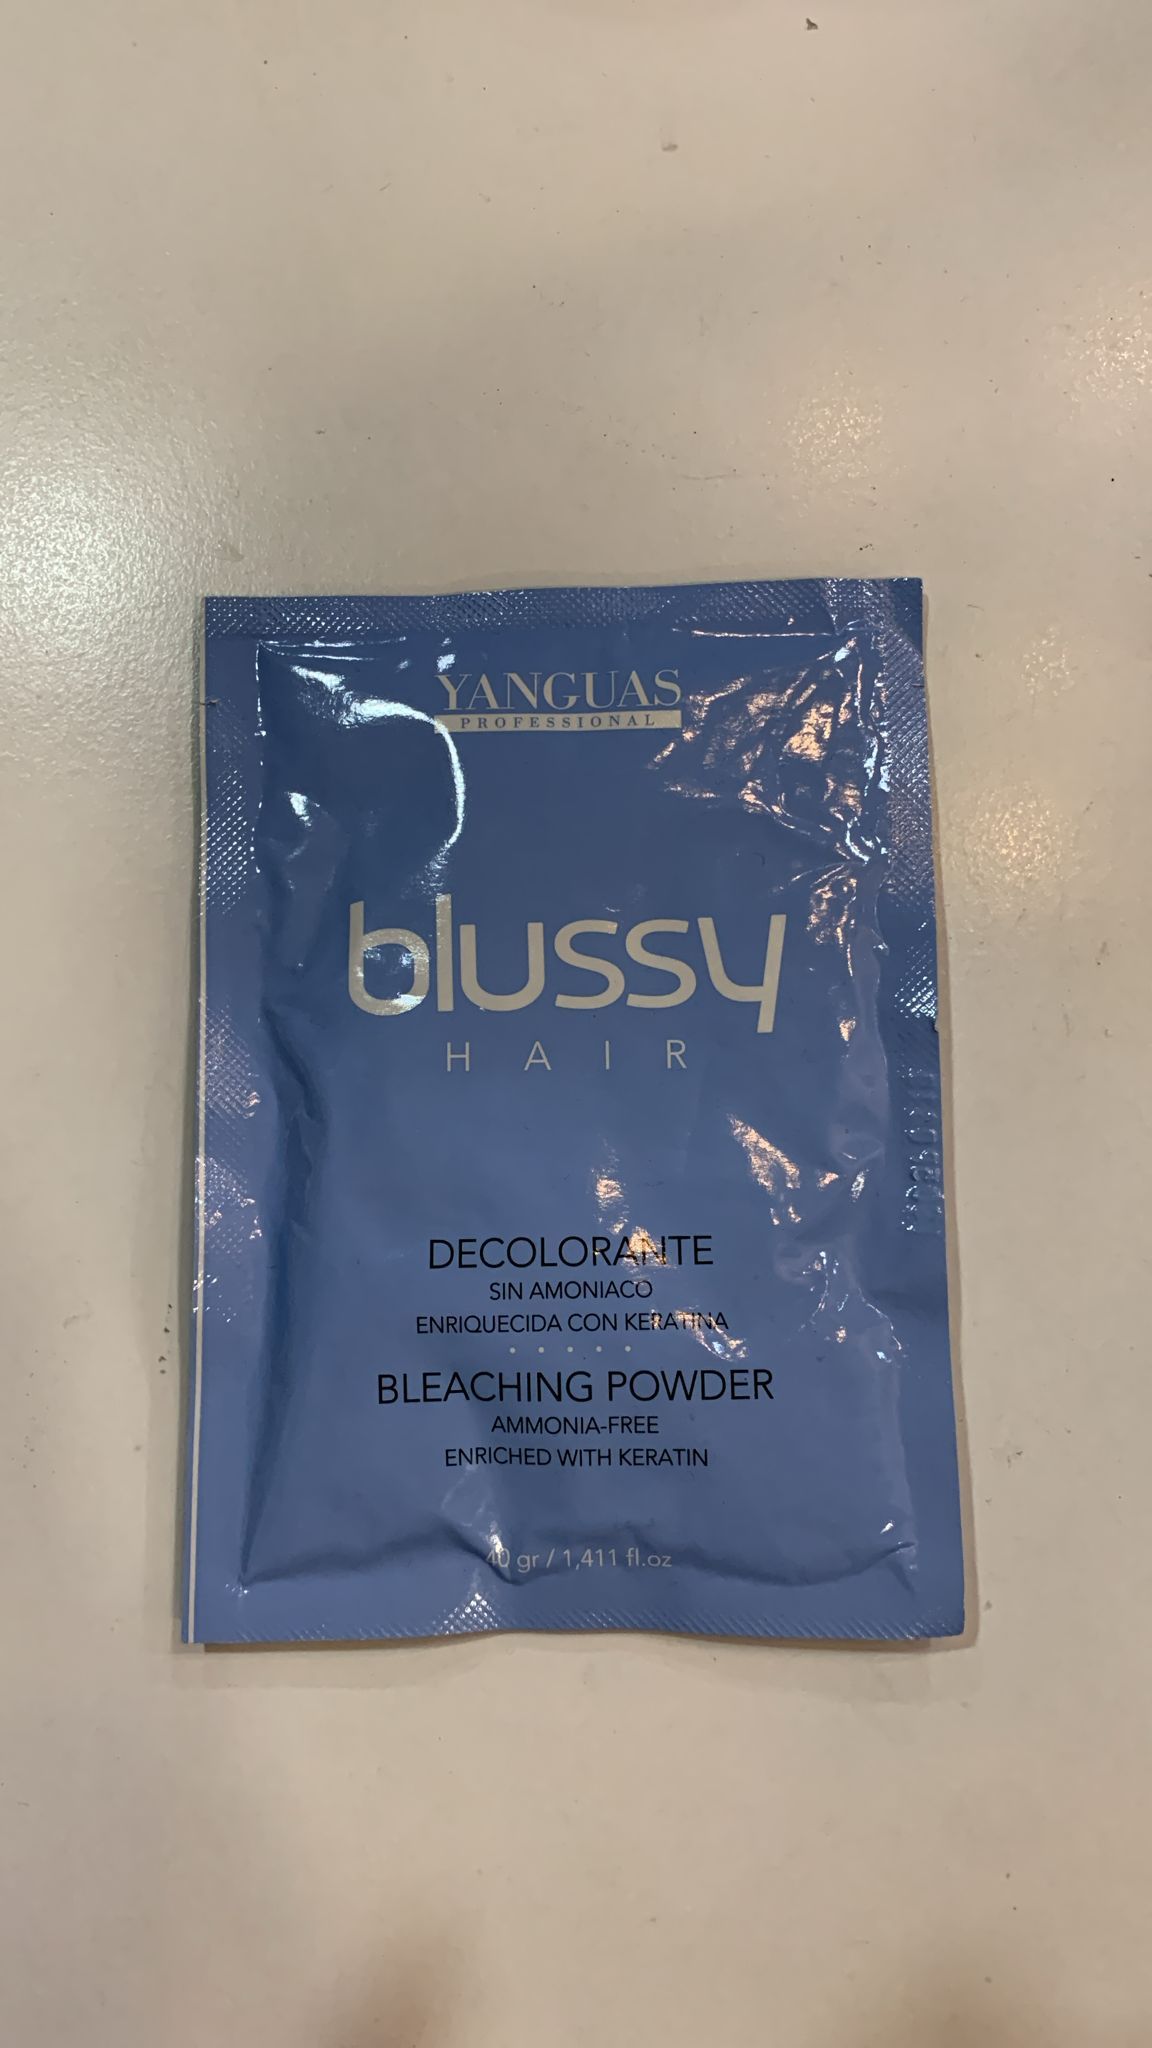 YANGUAS
PROFESSIONAL
blussy
HAIR
DECOLORANTE
SIN AMONIACO
ENRIQUECIDA CON KERATINA
BLEACHING POWDER
AMMONIA-FREE
ENRICHED WITH KERATIN
40 gr / 1,411 fl.oz